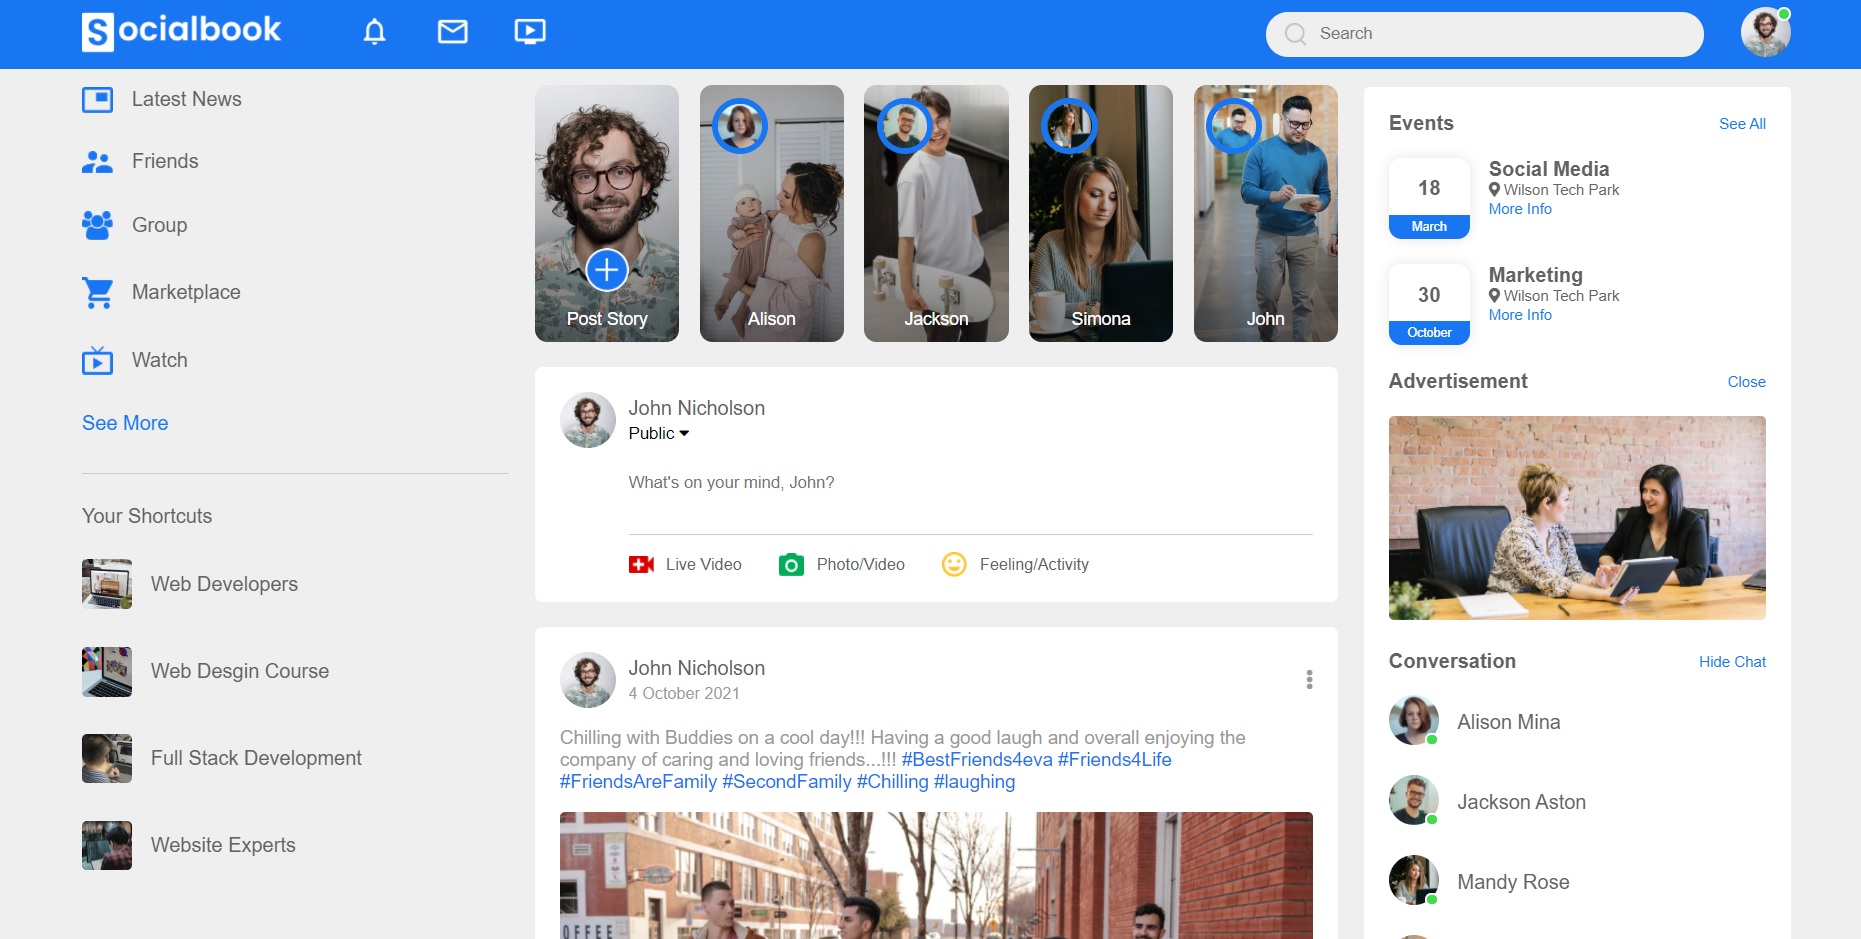 Socialbook
Search
Latest News
Friends
Group
Marketplace
Watch
See More
Your Shortcuts
Web Developers
Web Desgin Course
Full Stack Development
Website Experts
Post Story
Alison
Jackson
Simona
John
John Nicholson
Public
What's on your mind, John?
Live Video
Photo/Video
Feeling/Activity
John Nicholson
4 October 2021
Chilling with Buddies on a cool day!!! Having a good laugh and overall enjoying the
company of caring and loving friends...!!! #BestFriends4eva #Friends4Life
#FriendsAreFamily #SecondFamily #Chilling #laughing
OFFEE
Events
See All
18
March
Social Media
Wilson Tech Park
More Info
30
October
Marketing
Wilson Tech Park
More Info
Advertisement
Close
Conversation
Hide Chat
Alison Mina
Jackson Aston
Mandy Rose